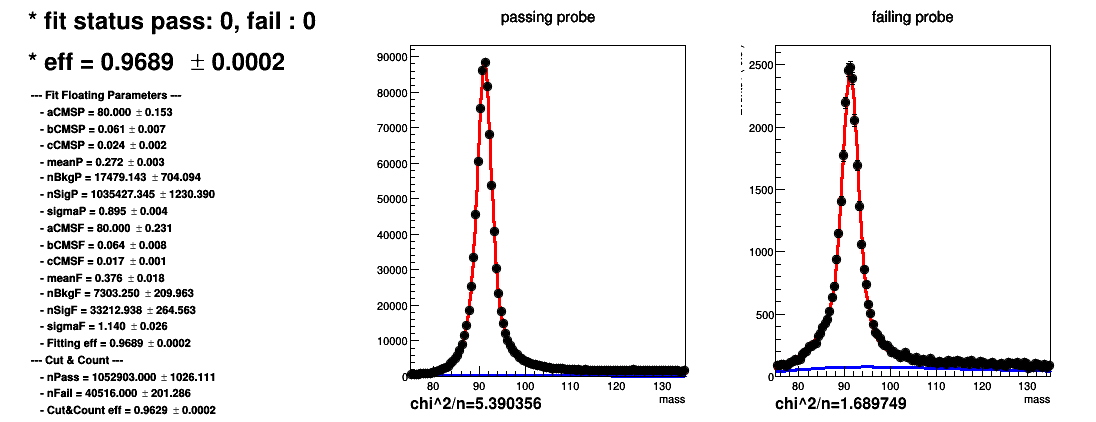 * fit status pass: 0, fail : 0
* eff = 0.9689 ± 0.0002
--- Fit Floating Parameters ---
- aCMSP = 80.000 ± 0.153
- bCMSP = 0.061 ± 0.007
- cCMSP = 0.024 ± 0.002
- meanP = 0.272 ± 0.003
- nBkgP = 17479.143 ± 704.094
- nSigP = 1035427.345 ± 1230.390
- sigmaP = 0.895 ± 0.004
- aCMSF = 80.000 ± 0.231
- bCMSF = 0.064 ± 0.008
- cCMSF = 0.017 ± 0.001
- meanF = 0.376 ± 0.018
- nBkgF = 7303.250 ± 209.963
- nSigF = 33212.938 ± 264.563
- sigmaF = 1.140 ± 0.026
- Fitting eff = 0.9689 ± 0.0002
--- Cut & Count ---
- nPass = 1052903.000 ± 1026.111
- nFail = 40516.000 ± 201.286
- Cut&Count eff = 0.9629 ± 0.0002
passing probe
90000
80000
70000
60000
50000
40000
30000
20000
10000
0
80 90 100 110 120 130
mass
chi^2/n=5.390356
failing probe
2500
2000
1500
1000
500
0
80 90 100 110 120 130
mass
chi^2/n=1.689749